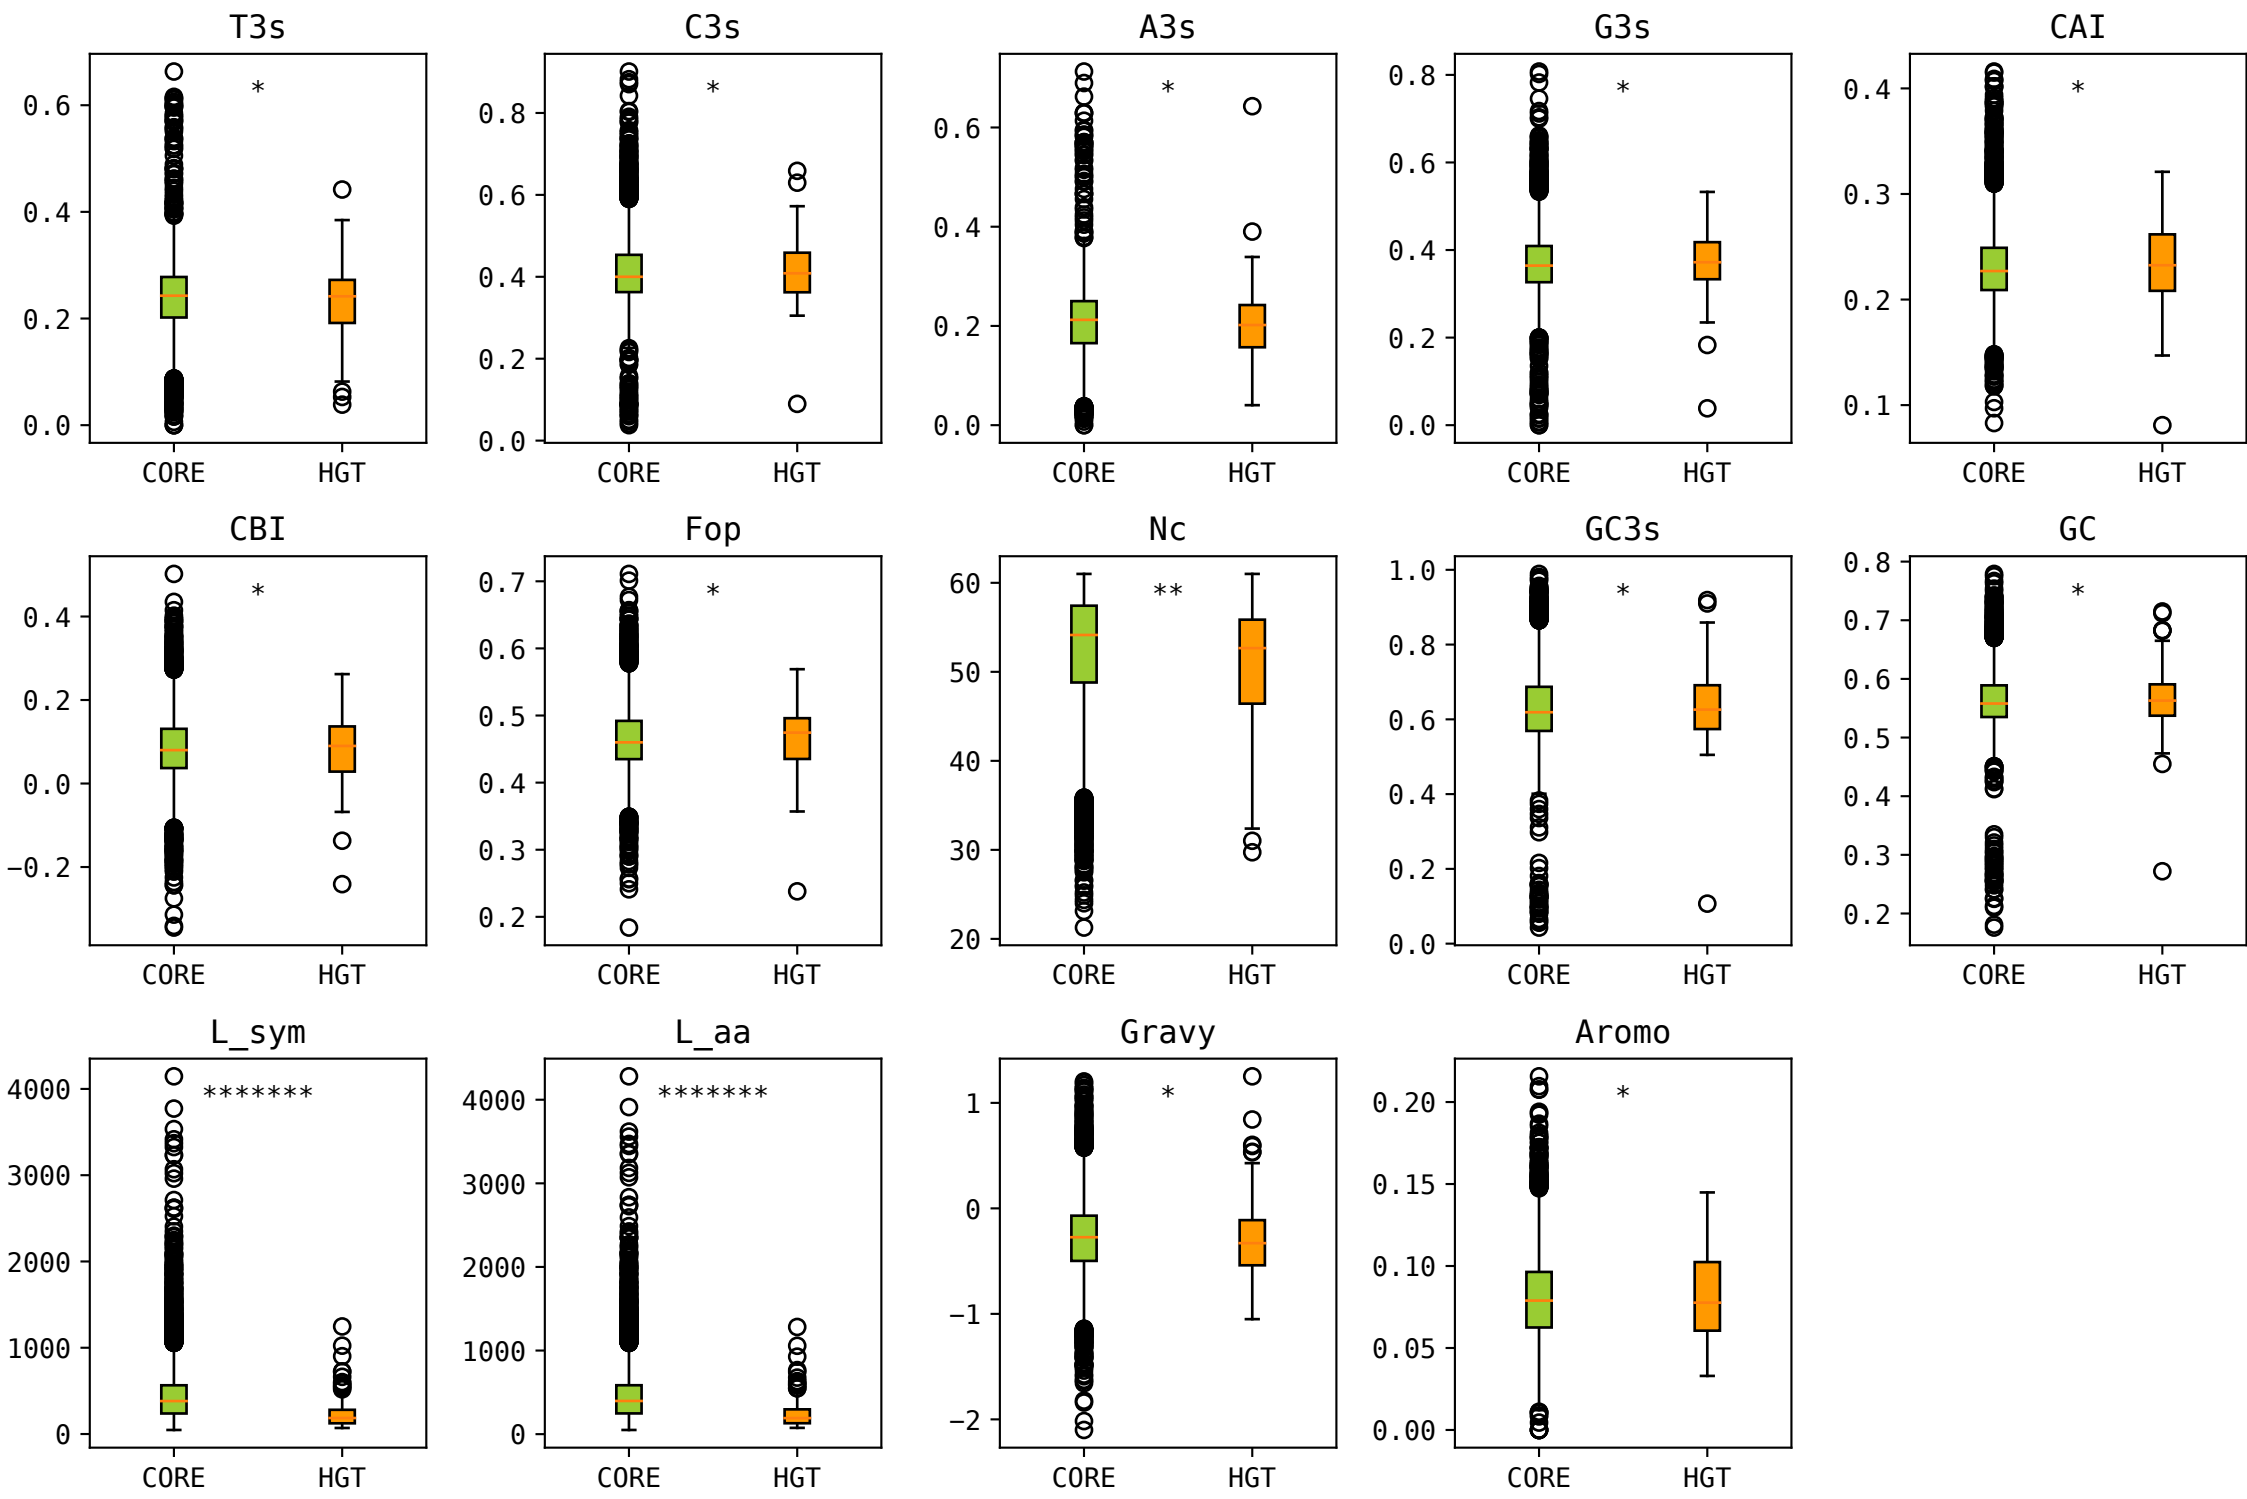 T3s
C3s
A3s
G3s
CAI
0.6
0.4
0.2
0.0
*
CORE HGT
0.8
0.6
0.4
0.2
0.0
*
CORE HGT
0.6
0.4
0.2
0.0
*
CORE HGT
0.8
0.6
0.4
0.2
0.0
*
CORE HGT
0.4
0.3
0.2
0.1
*
CORE HGT
CBI
Fop
Nc
GC3s
GC
0.4
0.2
0.0
−0.2
*
CORE HGT
0.7
0.6
0.5
0.4
0.3
0.2
*
CORE HGT
60
50
40
30
20
**
CORE HGT
1.0
0.8
0.6
0.4
0.2
0.0
*
CORE HGT
0.8
0.7
0.6
0.5
0.4
0.3
0.2
*
CORE HGT
L_sym
L_aa
Gravy
Aromo
4000
3000
2000
1000
0
*******
CORE HGT
4000
3000
2000
1000
0
*******
CORE HGT
1
0
−1
−2
*
CORE HGT
0.20
0.15
0.10
0.05
0.00
*
CORE HGT